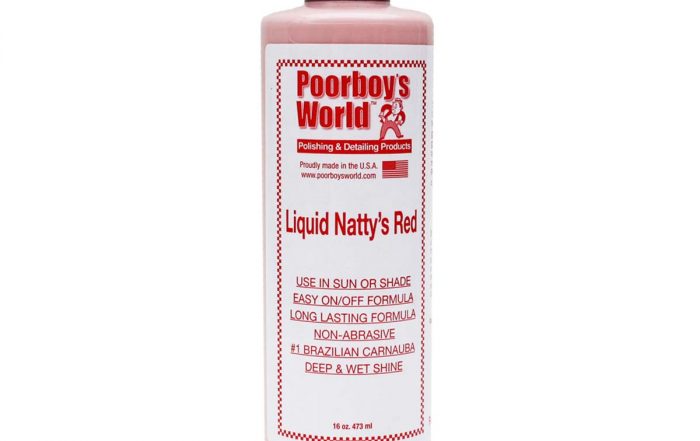 Poorboy's
World™
Polishing & Detailing Products
Proudly made in the U.S.A.
www.poorboysworld.com
Liquid Natty's Red
USE IN SUN OR SHADE
EASY ON/OFF FORMULA
LONG LASTING FORMULA
NON-ABRASIVE
#1 BRAZILIAN CARNAUBA
DEEP & WET SHINE
16 oz. 473 ml